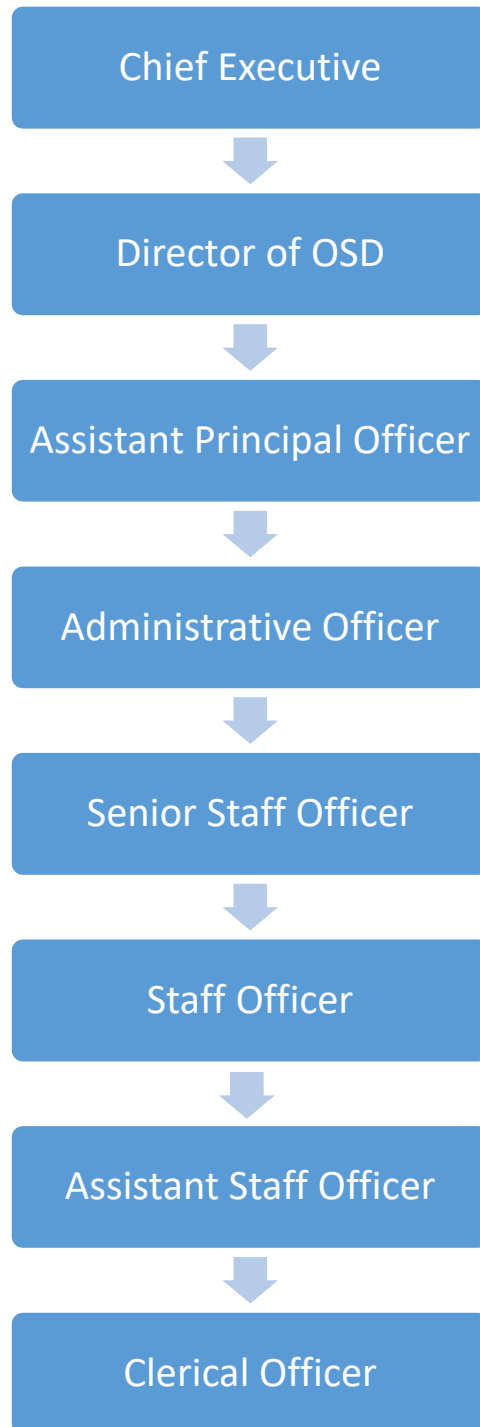 Chief Executive
Director of OSD
Assistant Principal Officer
Administrative Officer
Senior Staff Officer
Staff Officer
Assistant Staff Officer
Clerical Officer